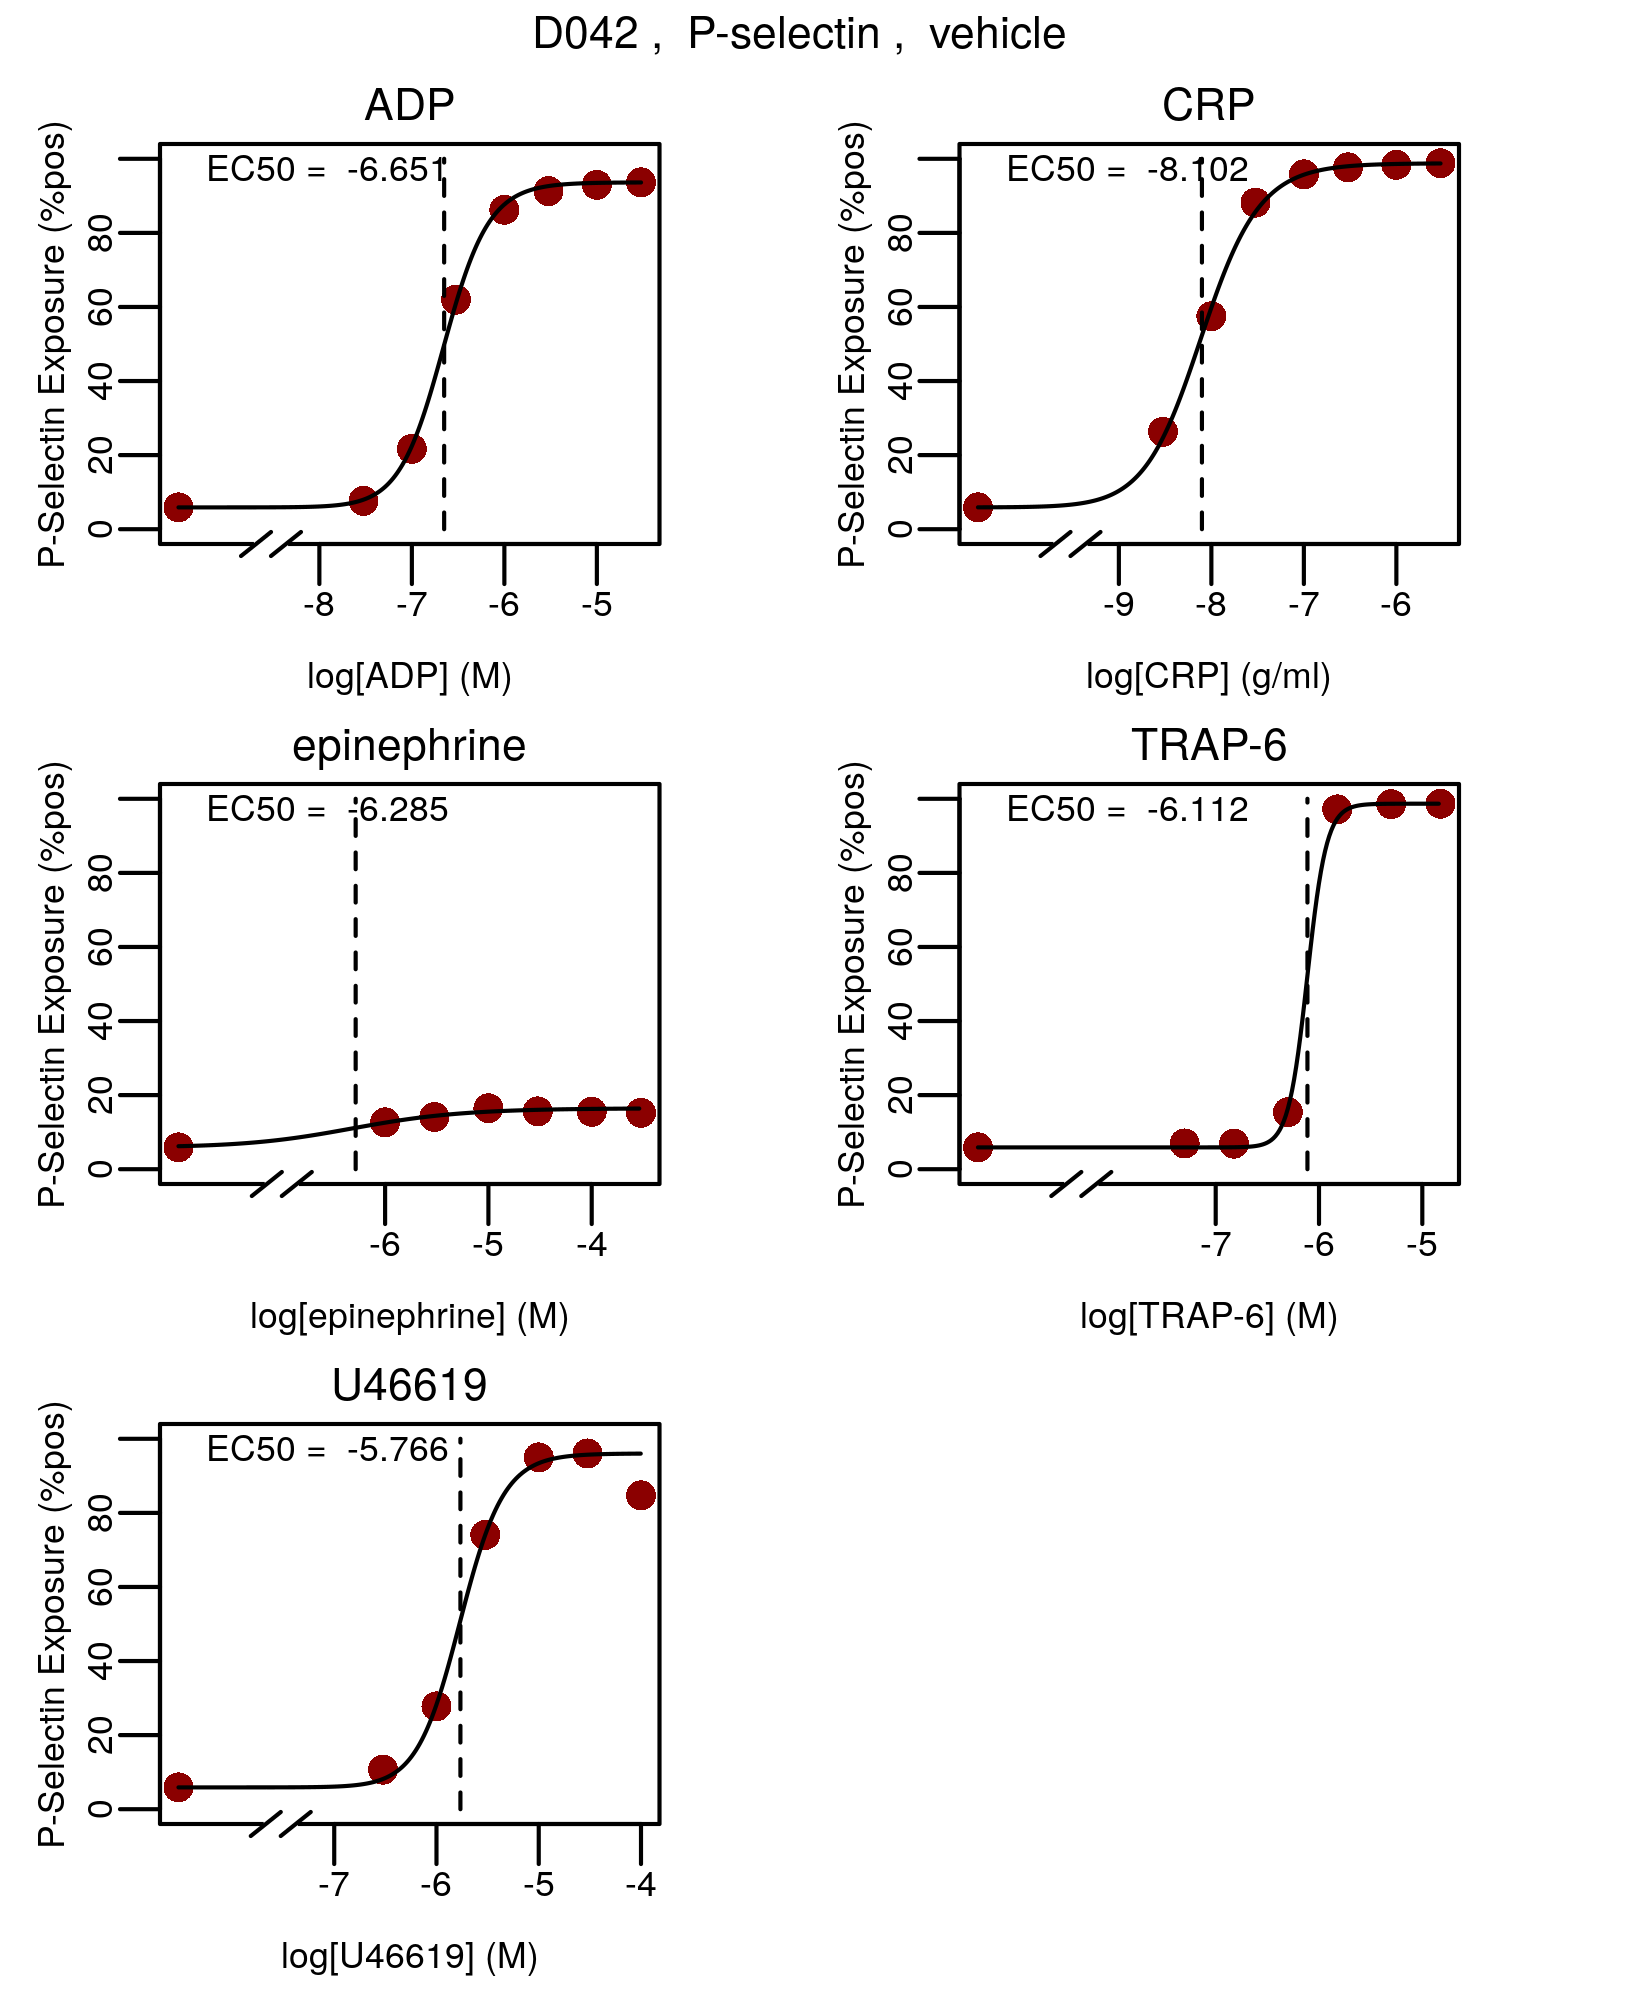 D042 , P-selectin , vehicle
ADP
EC50 = -6.651
P-Selectin Exposure (%pos)
0 20 40 60 80
-8 -7 -6 -5
log[ADP] (M)
CRP
EC50 = -8.102
P-Selectin Exposure (%pos)
0 20 40 60 80
-9 -8 -7 -6
log[CRP] (g/ml)
epinephrine
EC50 = -6.285
P-Selectin Exposure (%pos)
0 20 40 60 80
-6 -5 -4
log[epinephrine] (M)
TRAP-6
EC50 = -6.112
P-Selectin Exposure (%pos)
0 20 40 60 80
-7 -6 -5
log[TRAP-6] (M)
U46619
EC50 = -5.766
P-Selectin Exposure (%pos)
0 20 40 60 80
-7 -6 -5 -4
log[U46619] (M)